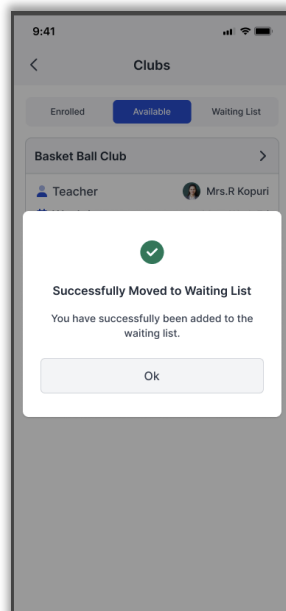 9:41
Clubs
Enrolled Available Waiting List
Basket Ball Club
Teacher Mrs.R Kopuri
Successfully Moved to Waiting List
You have successfully been added to the
waiting list.
Ok